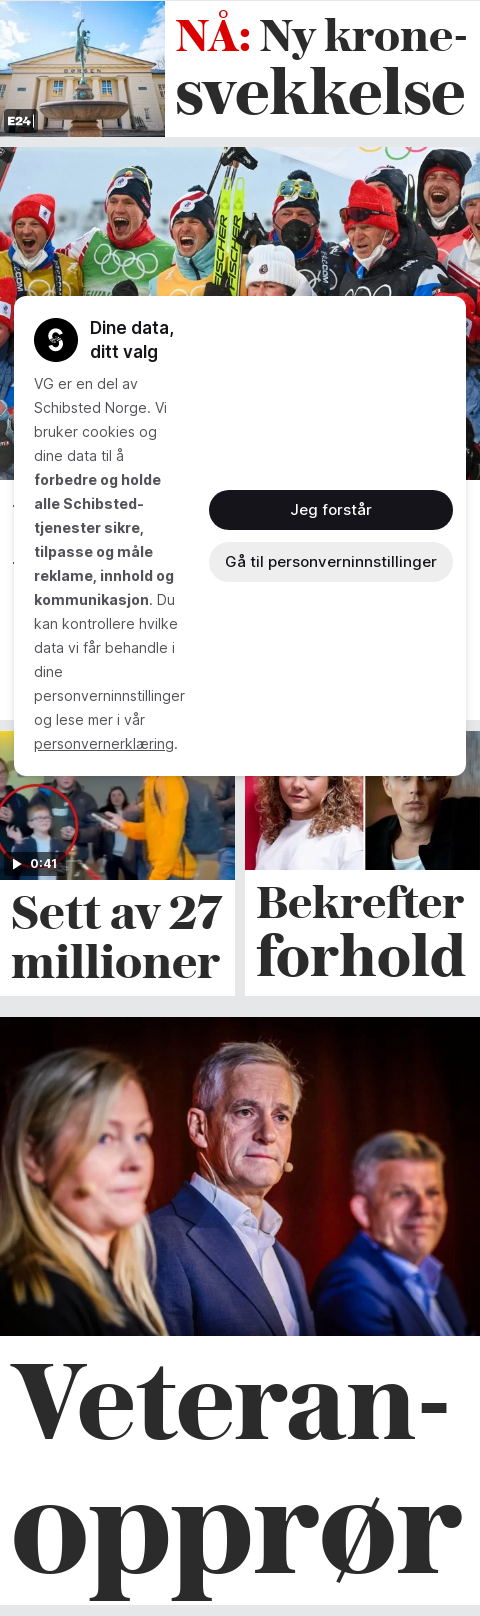 NÅ: Ny krone-
svekkelse
BØRSEN
E24
FISCHER
FISCHER
Dine data,
ditt valg
VG er en del av
Schibsted Norge. Vi
bruker cookies og
dine data til å
forbedre og holde
alle Schibsted-
tjenester sikre,
tilpasse og måle
reklame, innhold og
kommunikasjon. Du
kan kontrollere hvilke
data vi får behandle i
dine
personverninnstillinger
og lese mer i vår
personvernerklæring.
Jeg forstår
Gå til personverninnstillinger
0:41
Sett av 27
millioner
Bekrefter
forhold
Veteran-
opprør